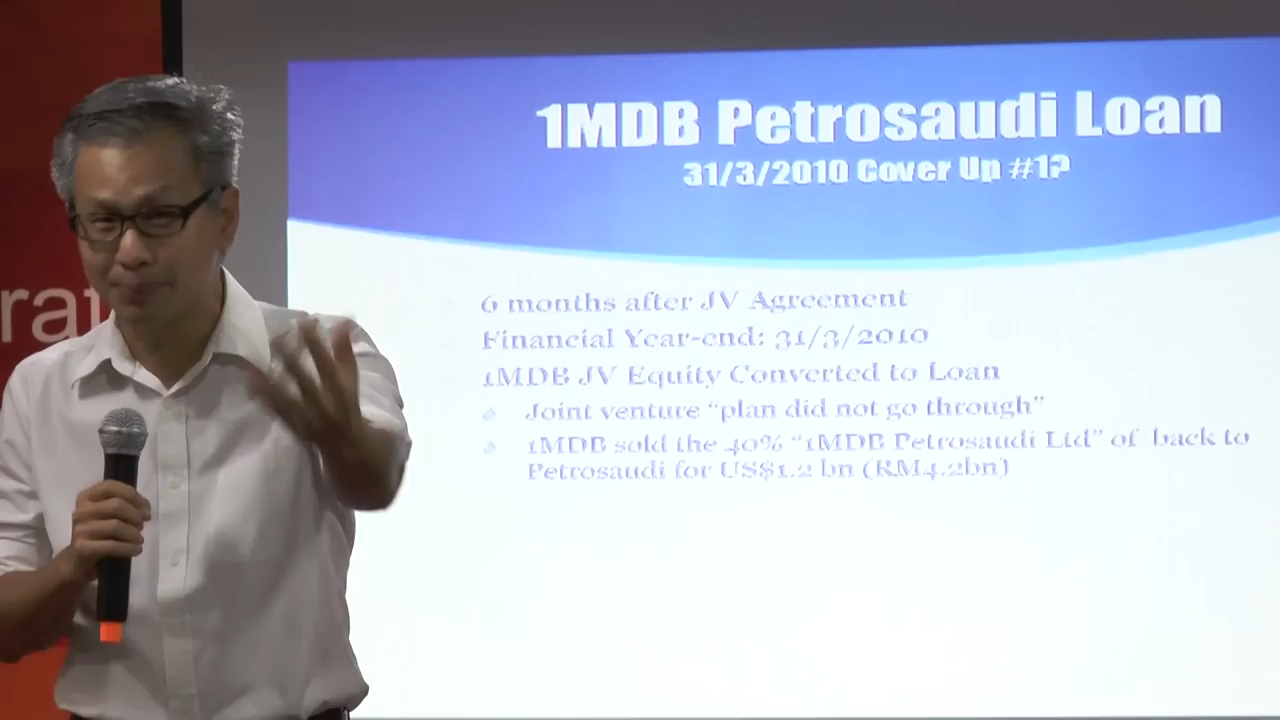 1MDB Petrosaudi Loan
31/3/2010 Cover Up #1?
6 months after JV Agreement
Financial Year-end: 31/3/2010
1MDB JV Equity Converted to Loan
Joint venture “plan did not go through”
1MDB sold the 40% “1MDB Petrosaudi Ltd” of back to
Petrosaudi for US$1.2 bn (RM4.2bn)
rat